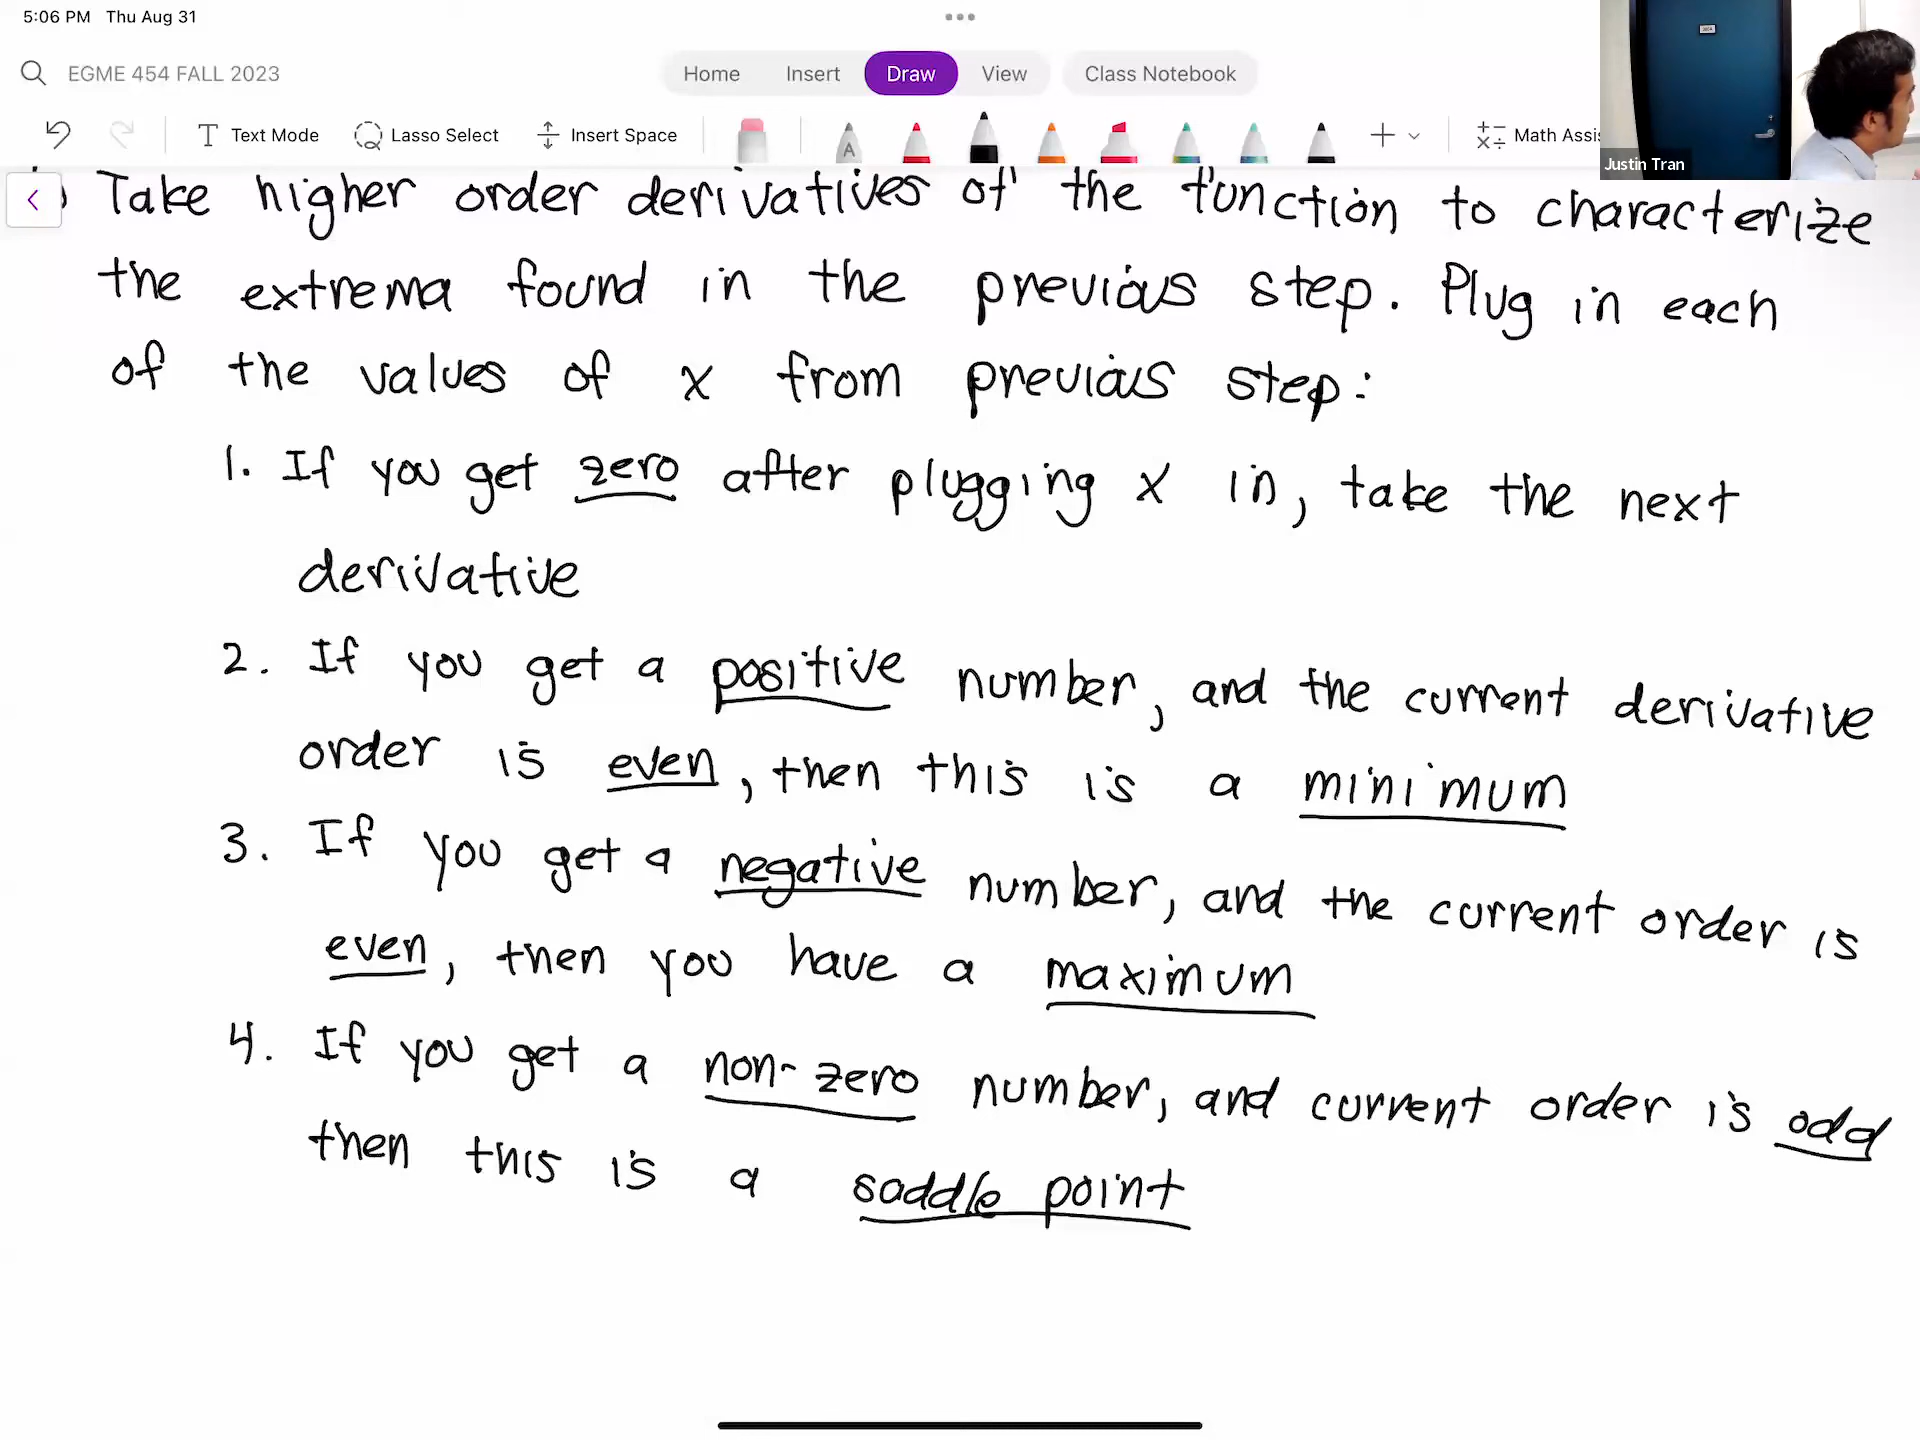 5:06 PM Thu Aug 31
EGME 454 FALL 2023
Home Insert Draw View Class Notebook
Text Mode Lasso Select Insert Space A Math Assis
Justin Tran
Take higher order derivatives of the function to characterize
the extrema found in the previous step. Plug in each
of the values of x from previous step:
1. If you get zero after plugging x in, take the next
derivative
2. If you get a positive number, and the current derivative
order is even, then this is a minimum
3. If you get a negative number, and the current order is
even, then you have a maximum
4. If you get a non-zero number, and current order is odd
then this is a saddle point